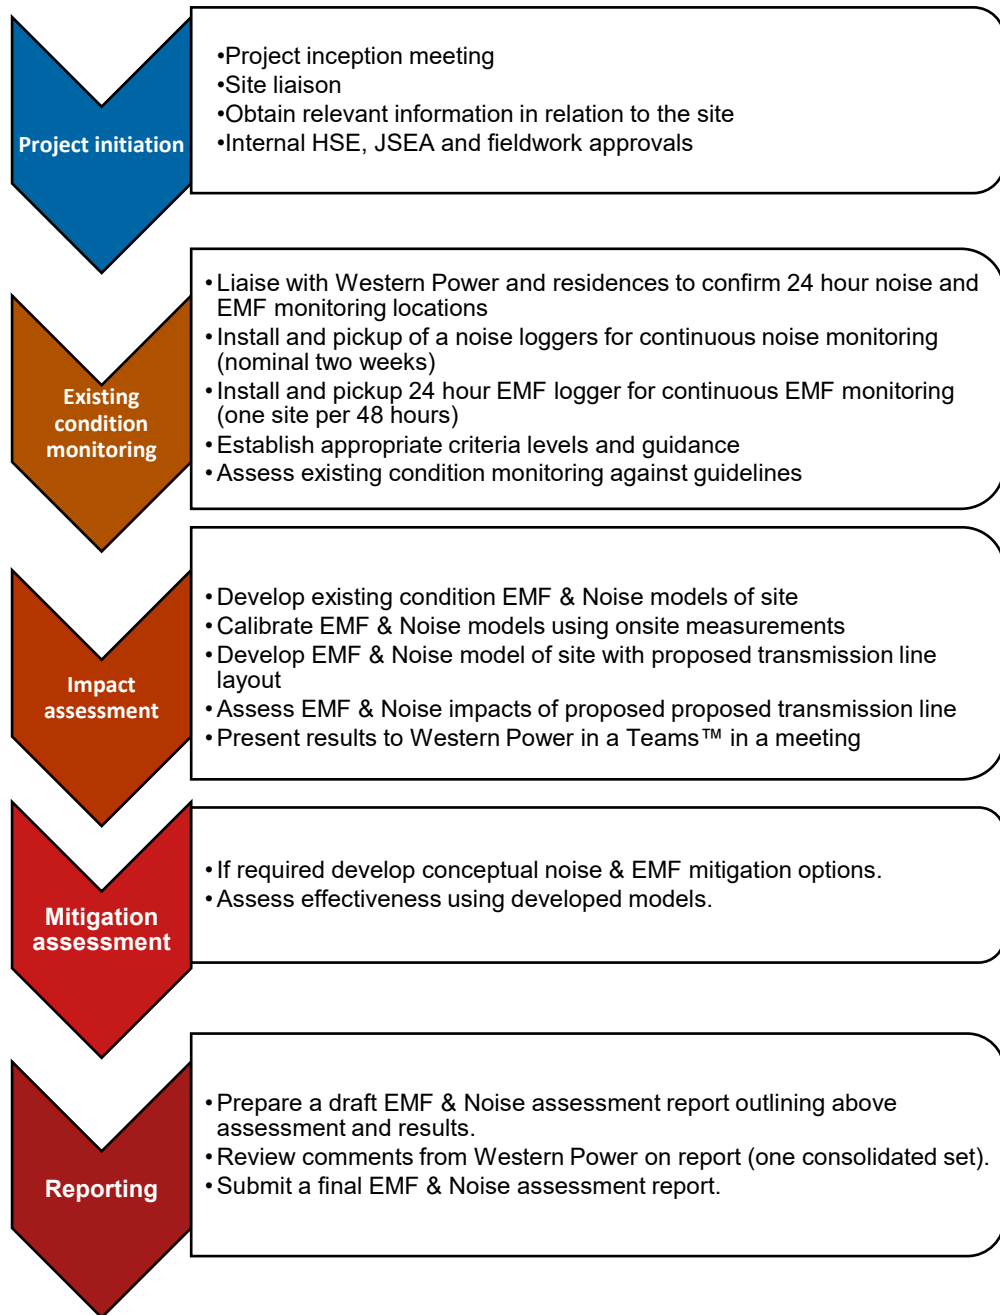 Project initiation
•Project inception meeting
•Site liaison
•Obtain relevant information in relation to the site
•Internal HSE, JSEA and fieldwork approvals
Existing
condition
monitoring
•Liaise with Western Power and residences to confirm 24 hour noise and
EMF monitoring locations
•Install and pickup of a noise loggers for continuous noise monitoring
(nominal two weeks)
•Install and pickup 24 hour EMF logger for continuous EMF monitoring
(one site per 48 hours)
•Establish appropriate criteria levels and guidance
•Assess existing condition monitoring against guidelines
Impact
assessment
•Develop existing condition EMF & Noise models of site
•Calibrate EMF & Noise models using onsite measurements
•Develop EMF & Noise model of site with proposed transmission line
layout
•Assess EMF & Noise impacts of proposed proposed transmission line
•Present results to Western Power in a Teams™ in a meeting
Mitigation
assessment
•If required develop conceptual noise & EMF mitigation options.
•Assess effectiveness using developed models.
Reporting
•Prepare a draft EMF & Noise assessment report outlining above
assessment and results.
•Review comments from Western Power on report (one consolidated set).
•Submit a final EMF & Noise assessment report.